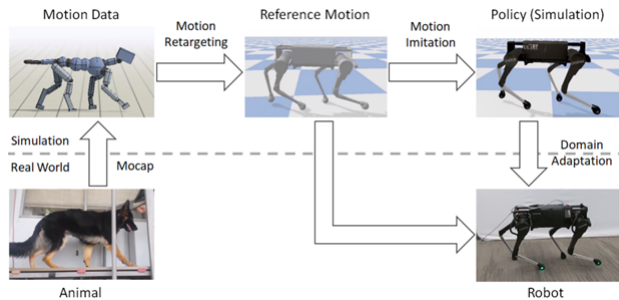 Motion Data
Motion
Retargeting
Reference Motion
Motion
Imitation
Policy (Simulation)
Simulation
Real World
Mocap
Domain
Adaptation
Animal
Robot